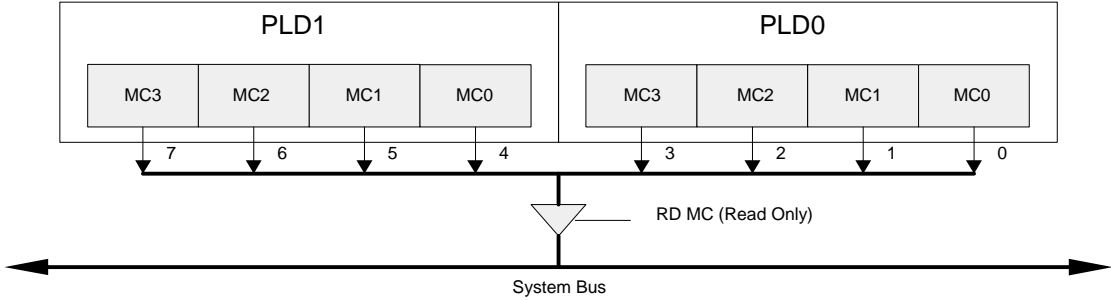 PLD1 PLD0
MC3 MC2 MC1 MC0 MC3 MC2 MC1 MC0
7 6 5 4 3 2 1 0
RD MC (Read Only)
System Bus